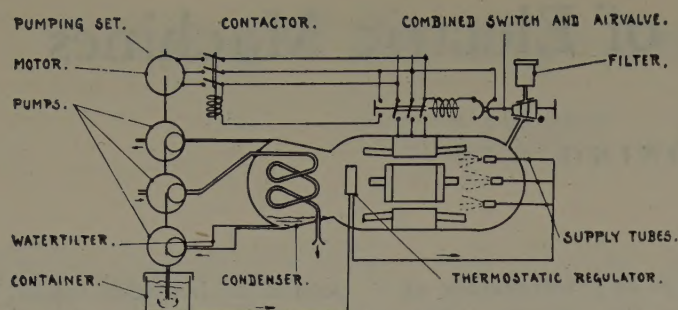 PUMPING SET.
CONTACTOR.
COMBINED SWITCH AND AIRVALVE.
MOTOR.
FILTER.
PUMPS.
WATERFILTER.
SUPPLY TUBES.
CONTAINER.
CONDENSER.
THERMOSTATIC REGULATOR.